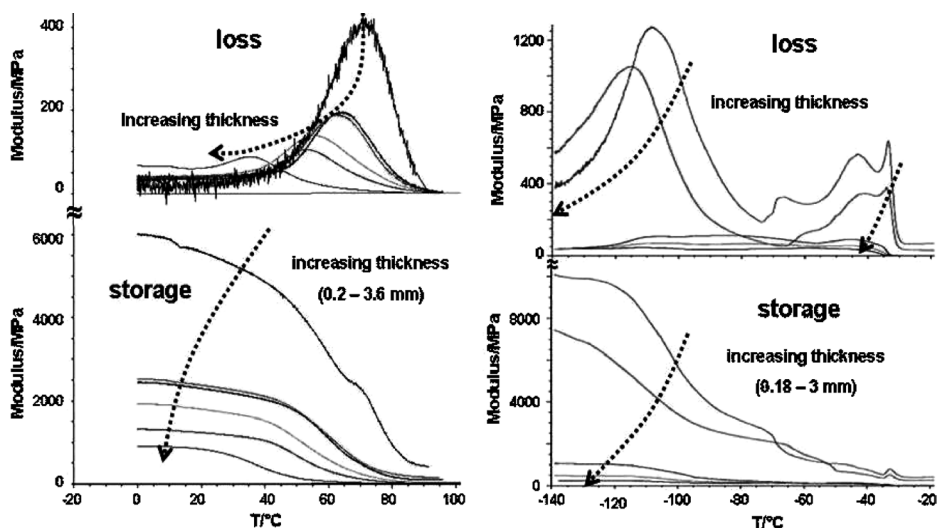 loss
Modulus/MPa
400
200
0
increasing thickness
≈
Modulus/MPa
6000
4000
2000
0
storage
increasing thickness
(0.2 – 3.6 mm)
-20 0 20 40 60 80 100
T/°C
loss
Modulus/MPa
1200
800
400
0
increasing thickness
≈
Modulus/MPa
8000
4000
0
storage
increasing thickness
(0.18 – 3 mm)
-140 -120 -100 -80 -60 -40 -20
T/°C